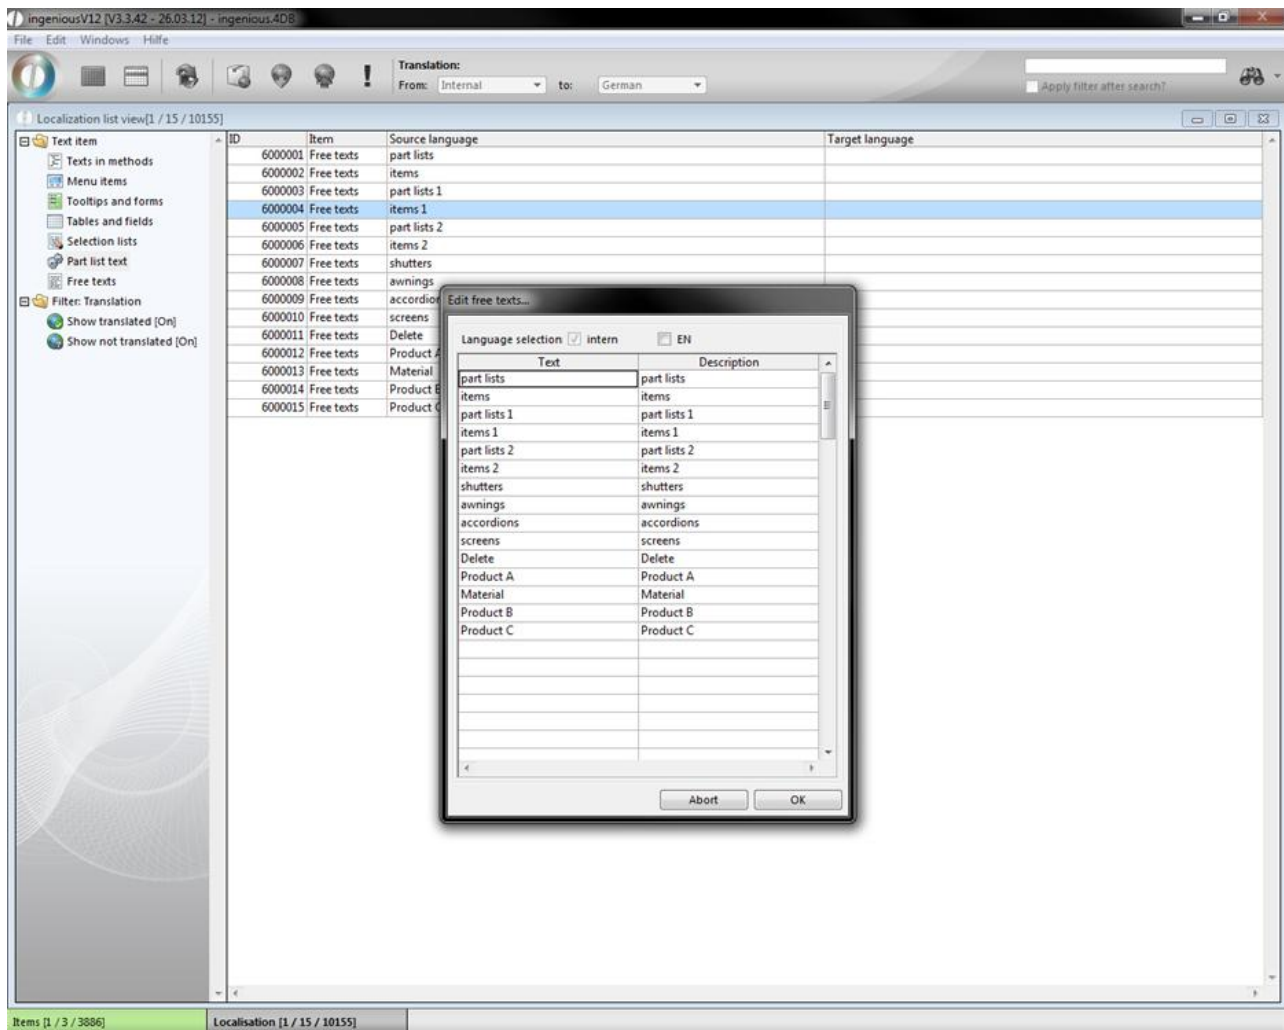 ingeniousV12 [V3.3.42 - 26.03.12] - ingenious.4DB
File Edit Windows Hilfe
Translation:
From: Internal to: German
Apply filter after search?
Localization list view[1 / 15 / 10155]
Text item
Texts in methods
Menu items
Tooltips and forms
Tables and fields
Selection lists
Part list text
Free texts
Filter: Translation
Show translated [On]
Show not translated [On]
ID Item Source language Target language
6000001 Free texts part lists
6000002 Free texts items
6000003 Free texts part lists 1
6000004 Free texts items 1
6000005 Free texts part lists 2
6000006 Free texts items 2
6000007 Free texts shutters
6000008 Free texts awnings
6000009 Free texts accordion
6000010 Free texts screens
6000011 Free texts Delete
6000012 Free texts Product A
6000013 Free texts Material
6000014 Free texts Product B
6000015 Free texts Product C
Edit free texts...
Language selection intern EN
Text Description
part lists part lists
items items
part lists 1 part lists 1
items 1 items 1
part lists 2 part lists 2
items 2 items 2
shutters shutters
awnings awnings
accordions accordions
screens screens
Delete Delete
Product A Product A
Material Material
Product B Product B
Product C Product C
Abort OK
Items [1 / 3 / 3886] Localisation [1 / 15 / 10155]